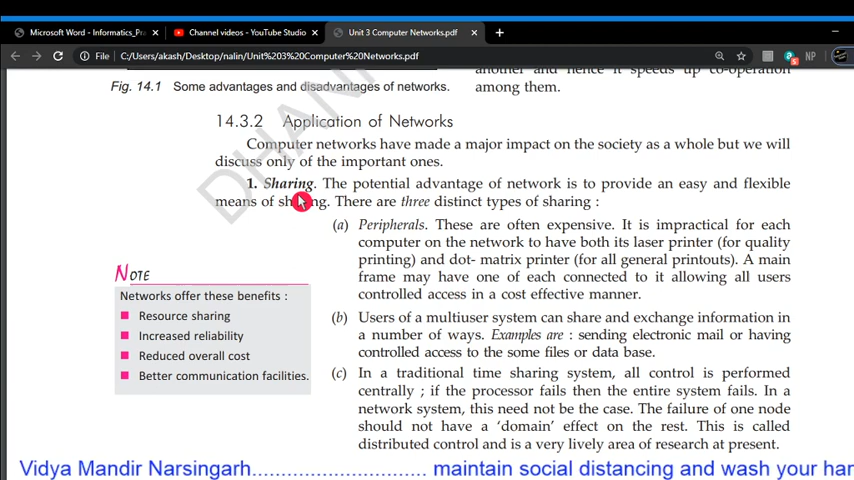 Microsoft Word - Informatics_Pra
Channel videos - YouTube Studio
Unit 3 Computer Networks.pdf
File C:/Users/akash/Desktop/nalin/Unit%203%20Computer%20Networks.pdf
NP
another and hence it speeds up co-operation
Fig. 14.1 Some advantages and disadvantages of networks.
among them.
14.3.2 Application of Networks
Computer networks have made a major impact on the society as a whole but we will
discuss only of the important ones.
1. Sharing. The potential advantage of network is to provide an easy and flexible
means of sharing. There are three distinct types of sharing :
(a) Peripherals. These are often expensive. It is impractical for each
computer on the network to have both its laser printer (for quality
printing) and dot- matrix printer (for all general printouts). A main
frame may have one of each connected to it allowing all users
controlled access in a cost effective manner.
NOTE
Networks offer these benefits :
Resource sharing
Increased reliability
Reduced overall cost
Better communication facilities.
(b) Users of a multiuser system can share and exchange information in
a number of ways. Examples are : sending electronic mail or having
controlled access to the some files or data base.
(c) In a traditional time sharing system, all control is performed
centrally ; if the processor fails then the entire system fails. In a
network system, this need not be the case. The failure of one node
should not have a 'domain' effect on the rest. This is called
distributed control and is a very lively area of research at present.
DHANI
Vidya Mandir Narsingarh............................... maintain social distancing and wash your han